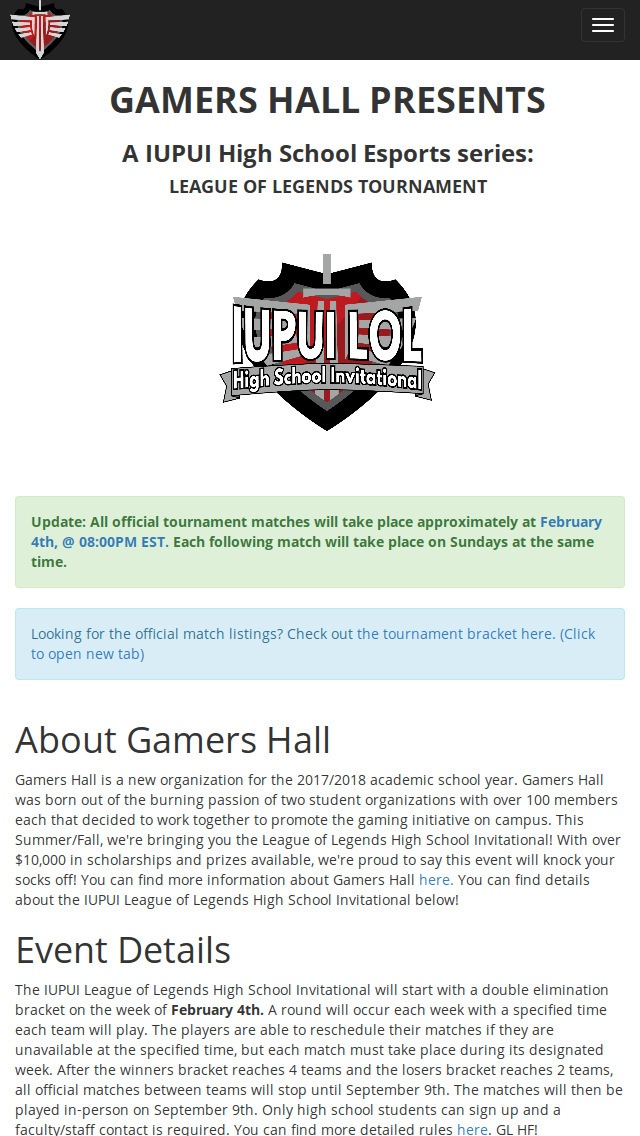 GAMERS HALL PRESENTS
A IUPUI High School Esports series:
LEAGUE OF LEGENDS TOURNAMENT
IUPUI LOL
High School Invitational
Update: All official tournament matches will take place approximately at February
4th, @ 08:00PM EST. Each following match will take place on Sundays at the same
time.
Looking for the official match listings? Check out the tournament bracket here. (Click
to open new tab)
About Gamers Hall
Gamers Hall is a new organization for the 2017/2018 academic school year. Gamers Hall
was born out of the burning passion of two student organizations with over 100 members
each that decided to work together to promote the gaming initiative on campus. This
Summer/Fall, we're bringing you the League of Legends High School Invitational! With over
$10,000 in scholarships and prizes available, we're proud to say this event will knock your
socks off! You can find more information about Gamers Hall here. You can find details
about the IUPUI League of Legends High School Invitational below!
Event Details
The IUPUI League of Legends High School Invitational will start with a double elimination
bracket on the week of February 4th. A round will occur each week with a specified time
each team will play. The players are able to reschedule their matches if they are
unavailable at the specified time, but each match must take place during its designated
week. After the winners bracket reaches 4 teams and the losers bracket reaches 2 teams,
all official matches between teams will stop until September 9th. The matches will then be
played in-person on September 9th. Only high school students can sign up and a
faculty/staff contact is required. You can find more detailed rules here. GL HF!